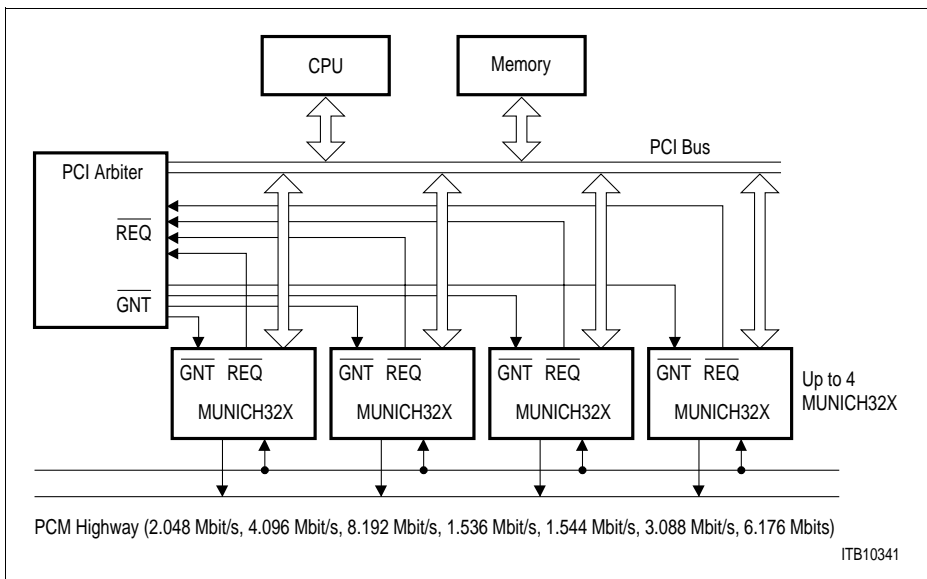 CPU
Memory
PCI Bus
PCI Arbiter
REQ
GNT
GNT REQ
MUNICH32X
GNT REQ
MUNICH32X
GNT REQ
MUNICH32X
GNT REQ
MUNICH32X
Up to 4
MUNICH32X
PCM Highway (2.048 Mbit/s, 4.096 Mbit/s, 8.192 Mbit/s, 1.536 Mbit/s, 1.544 Mbit/s, 3.088 Mbit/s, 6.176 Mbits)
ITB10341